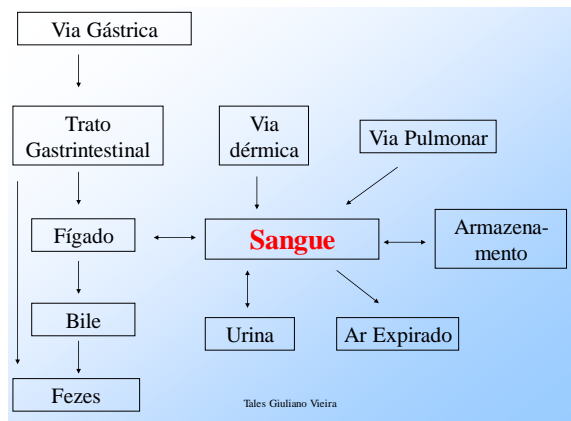 Via Gástrica
Trato
Gastrintestinal
Via
dérmica
Via Pulmonar
Fígado
Sangue
Armazena-
mento
Bile
Urina
Ar Expirado
Fezes
Tales Giuliano Vieira